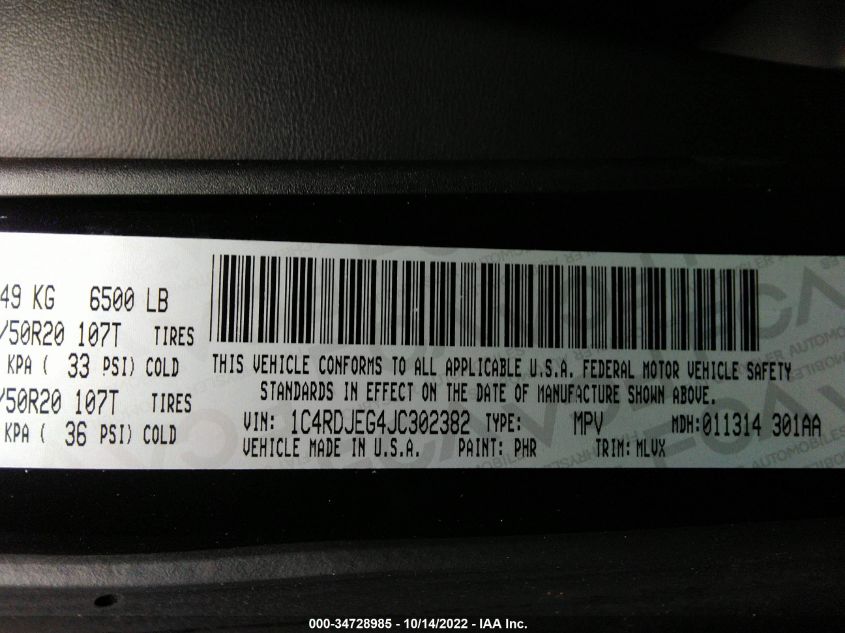 49 KG 6500 LB
/50R20 107T TIRES
KPA ( 33 PSI) COLD
/50R20 107T TIRES
KPA ( 36 PSI) COLD
THIS VEHICLE CONFORMS TO ALL APPLICABLE U.S.A. FEDERAL MOTOR VEHICLE SAFETY
STANDARDS IN EFFECT ON THE DATE OF MANUFACTURE SHOWN ABOVE.
VIN: 1C4RDJEG4JC302382 TYPE: MPV MDH: 011314 301AA
VEHICLE MADE IN U.S.A. PAINT: PHR TRIM: MLVX
000-34728985 - 10/14/2022 - IAA Inc.